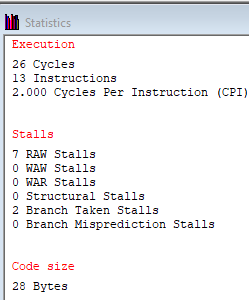 Statistics
Execution
26 Cycles
13 Instructions
2.000 Cycles Per Instruction (CPI)
Stalls
7 RAW Stalls
0 WAW Stalls
0 WAR Stalls
0 Structural Stalls
2 Branch Taken Stalls
0 Branch Misprediction Stalls
Code size
28 Bytes